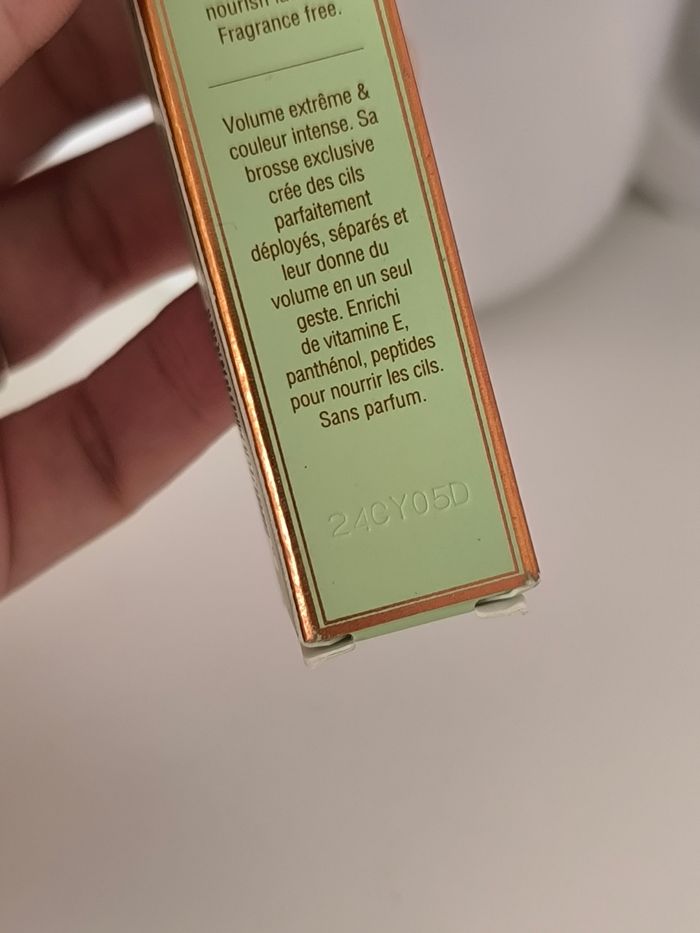 nourish
Fragrance free.
Volume extrême &
couleur intense. Sa
brosse exclusive
crée des cils
parfaitement
déployés, séparés et
leur donne du
volume en un seul
geste. Enrichi
de vitamine E,
panthénol, peptides
pour nourrir les cils.
Sans parfum.
24CY05D